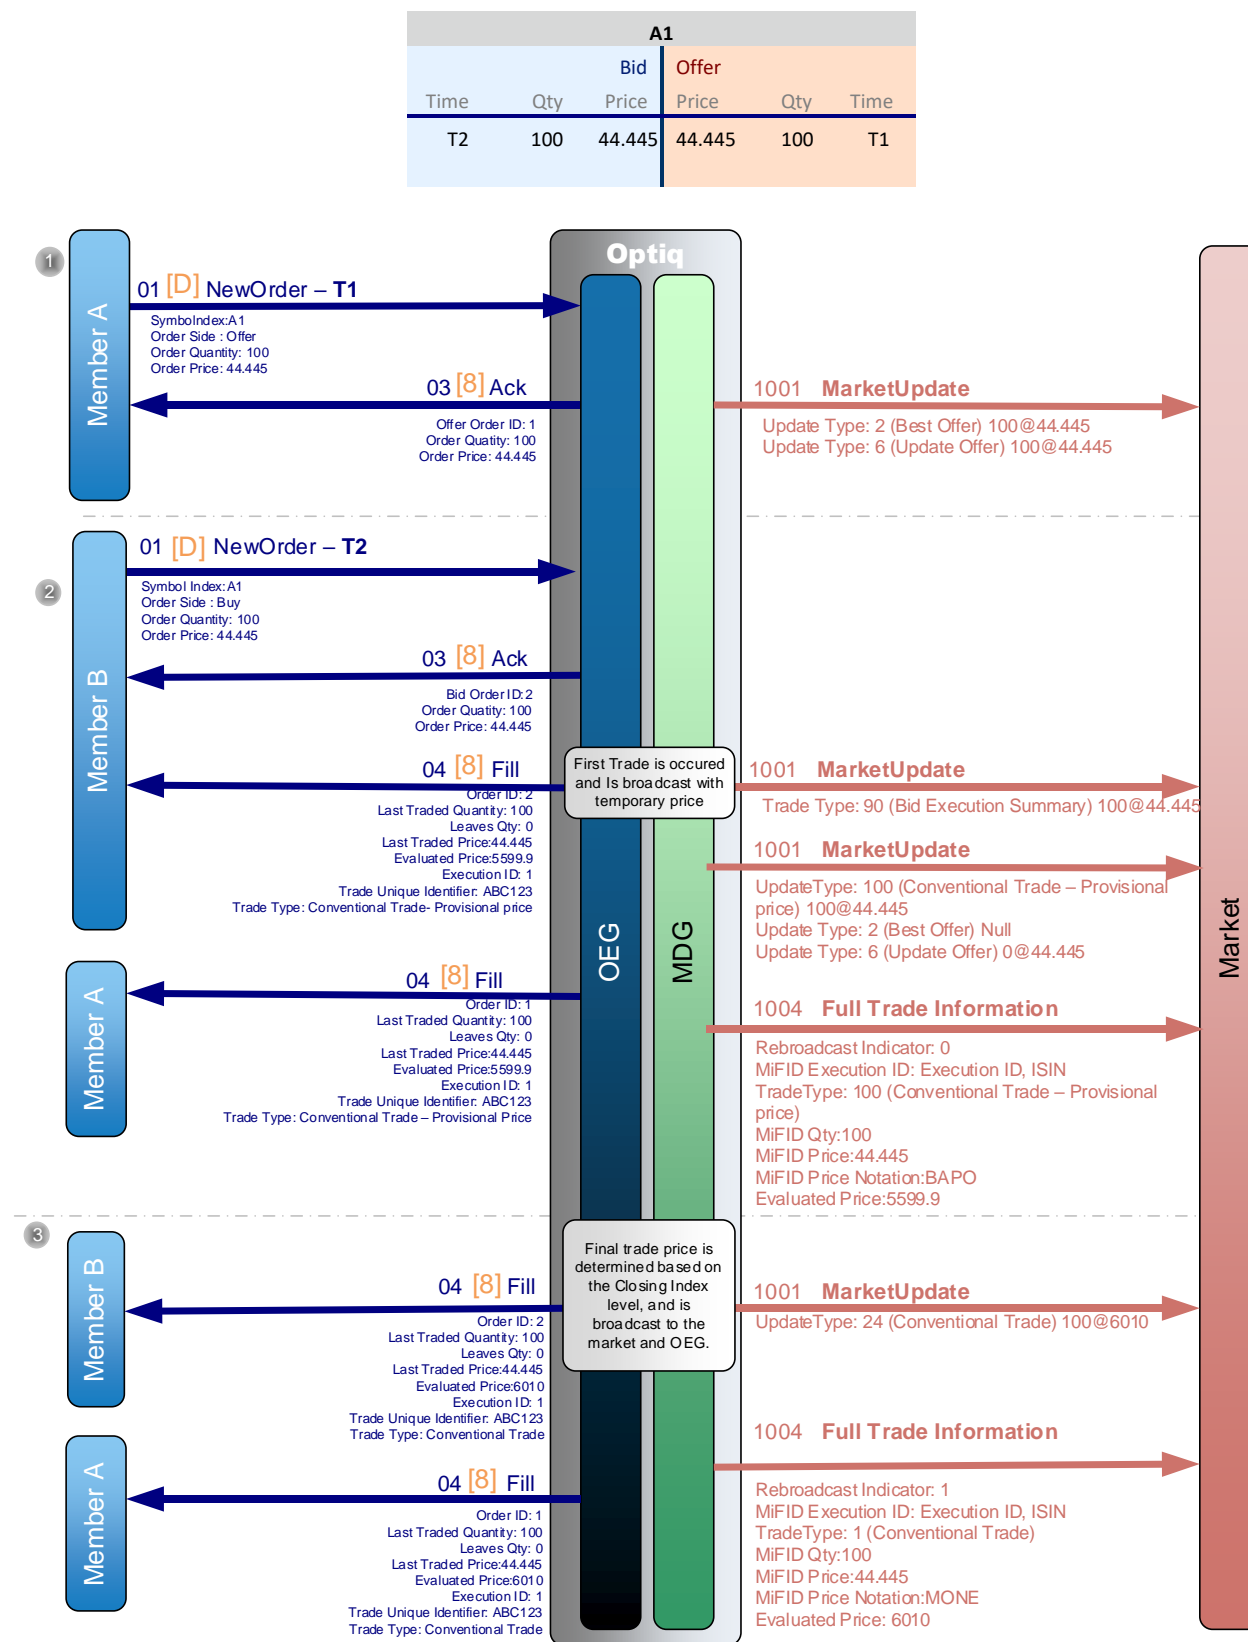 A1
Bid Offer
Time Qty Price Price Qty Time
T2 100 44.445 44.445 100 T1
Optiq
1
Member A
01 [D] NewOrder – T1
SymbolIndex:A1
Order Side : Offer
Order Quantity: 100
Order Price: 44.445
03 [8] Ack
Offer Order ID: 1
Order Quatity: 100
Order Price: 44.445
1001 MarketUpdate
Update Type: 2 (Best Offer) 100@44.445
Update Type: 6 (Update Offer) 100@44.445
2
Member B
01 [D] NewOrder – T2
Symbol Index:A1
Order Side : Buy
Order Quantity: 100
Order Price: 44.445
03 [8] Ack
Bid Order ID:2
Order Quatity: 100
Order Price: 44.445
04 [8] Fill
Order ID: 2
Last Traded Quantity: 100
Leaves Qty: 0
Last Traded Price:44.445
Evaluated Price:5599.9
Execution ID: 1
Trade Unique Identifier: ABC123
Trade Type: Conventional Trade- Provisional price
First Trade is occured
and Is broadcast with
temporary price
1001 MarketUpdate
Trade Type: 90 (Bid Execution Summary) 100@44.445
1001 MarketUpdate
UpdateType: 100 (Conventional Trade – Provisional
price) 100@44.445
Update Type: 2 (Best Offer) Null
Update Type: 6 (Update Offer) 0@44.445
OEG
MDG
Market
Member A
04 [8] Fill
Order ID: 1
Last Traded Quantity: 100
Leaves Qty: 0
Last Traded Price:44.445
Evaluated Price:5599.9
Execution ID: 1
Trade Unique Identifier: ABC123
Trade Type: Conventional Trade – Provisional Price
1004 Full Trade Information
Rebroadcast Indicator: 0
MiFID Execution ID: Execution ID, ISIN
TradeType: 100 (Conventional Trade – Provisional
price)
MiFID Qty:100
MiFID Price:44.445
MiFID Price Notation:BAPO
Evaluated Price:5599.9
3
Member B
04 [8] Fill
Order ID: 2
Last Traded Quantity: 100
Leaves Qty: 0
Last Traded Price:44.445
Evaluated Price:6010
Execution ID: 1
Trade Unique Identifier: ABC123
Trade Type: Conventional Trade
Final trade price is
determined based on
the Closing Index
level, and is
broadcast to the
market and OEG.
1001 MarketUpdate
UpdateType: 24 (Conventional Trade) 100@6010
Member A
04 [8] Fill
Order ID: 1
Last Traded Quantity: 100
Leaves Qty: 0
Last Traded Price:44.445
Evaluated Price:6010
Execution ID: 1
Trade Unique Identifier: ABC123
Trade Type: Conventional Trade
1004 Full Trade Information
Rebroadcast Indicator: 1
MiFID Execution ID: Execution ID, ISIN
TradeType: 1 (Conventional Trade)
MiFID Qty:100
MiFID Price:44.445
MiFID Price Notation:MONE
Evaluated Price: 6010